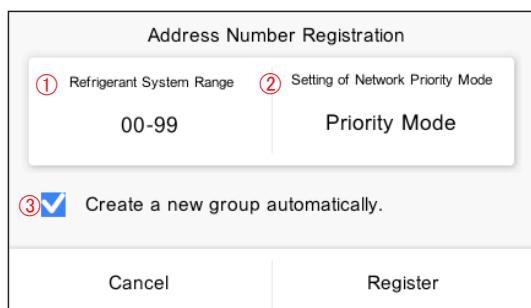 Address Number Registration
① Refrigerant System Range
② Setting of Network Priority Mode
00-99
Priority Mode
③ Create a new group automatically.
Cancel
Register